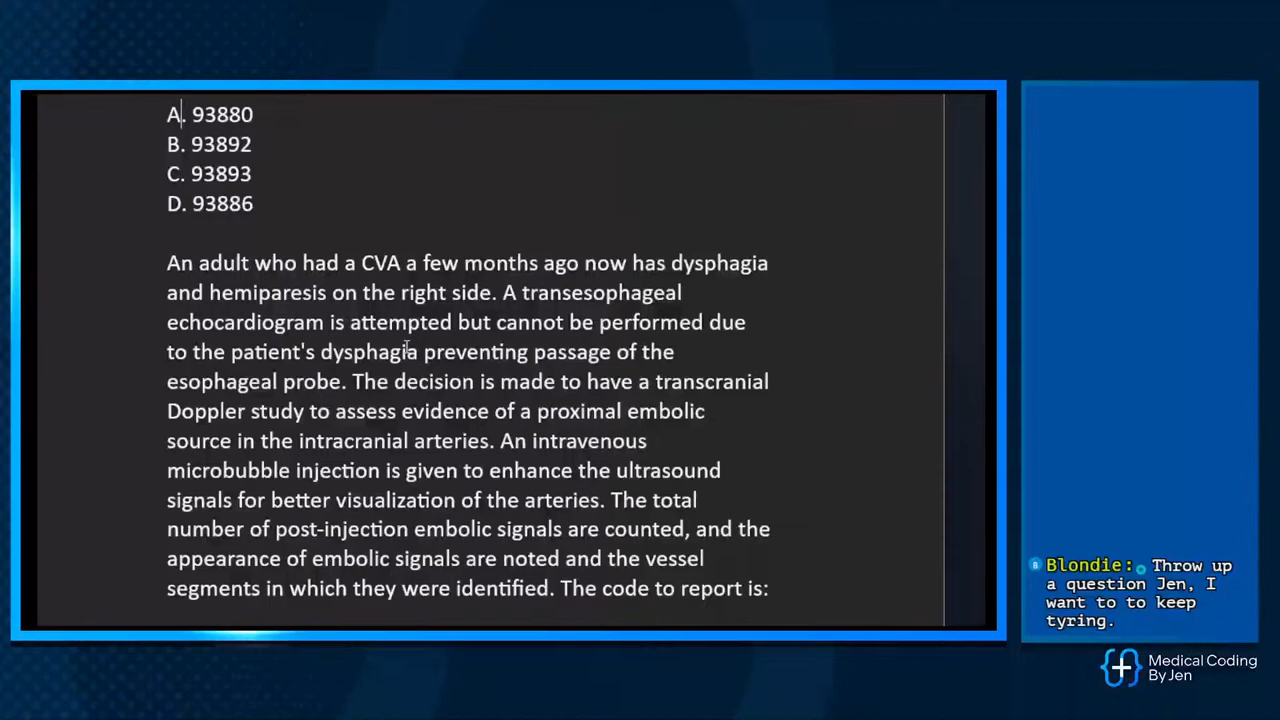 A. 93880
B. 93892
C. 93893
D. 93886
An adult who had a CVA a few months ago now has dysphagia
and hemiparesis on the right side. A transesophageal
echocardiogram is attempted but cannot be performed due
to the patient's dysphagia preventing passage of the
esophageal probe. The decision is made to have a transcranial
Doppler study to assess evidence of a proximal embolic
source in the intracranial arteries. An intravenous
microbubble injection is given to enhance the ultrasound
signals for better visualization of the arteries. The total
number of post-injection embolic signals are counted, and the
appearance of embolic signals are noted and the vessel
segments in which they were identified. The code to report is:
Blondie: Throw up
a question Jen, I
want to to keep
tyring.
Medical Coding
By Jen